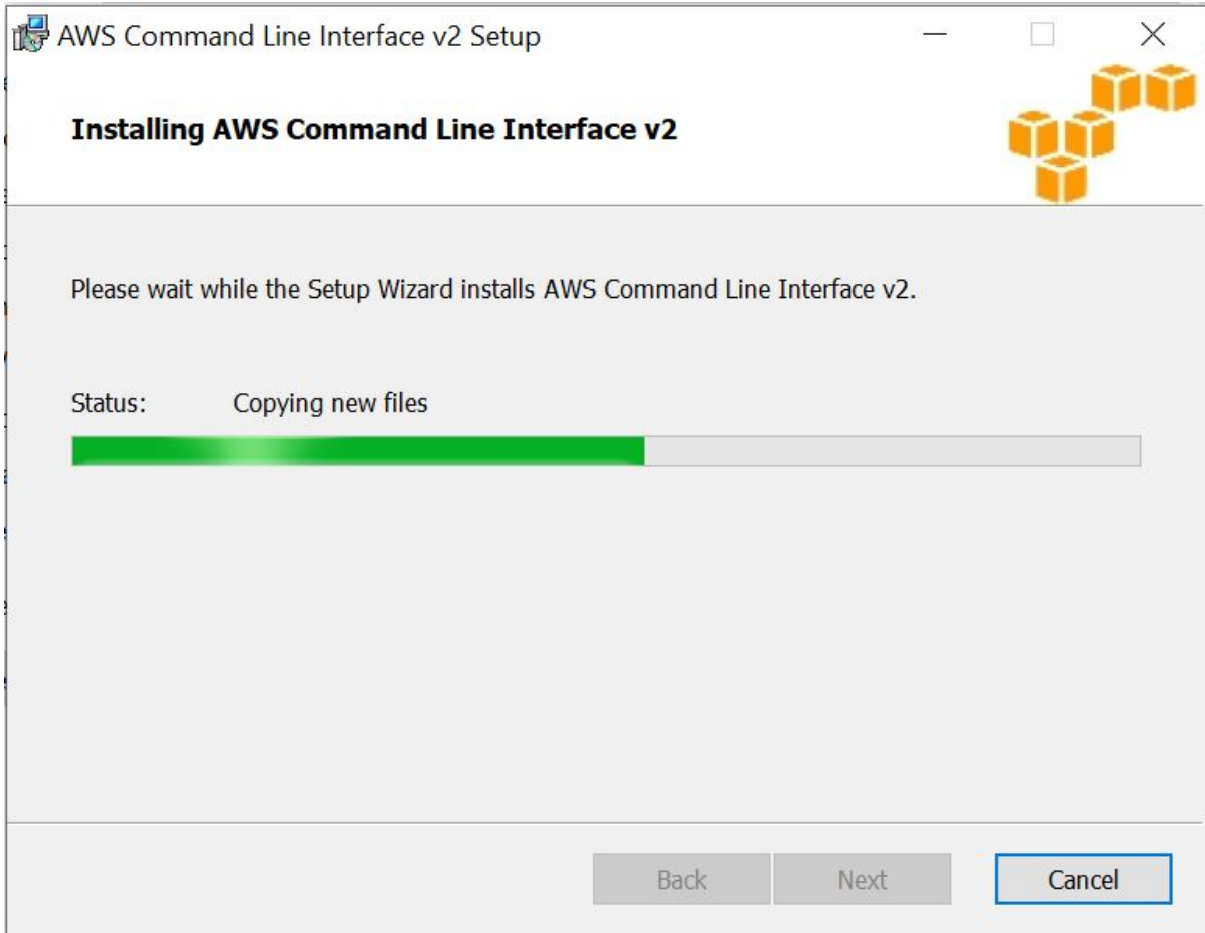 AWS Command Line Interface v2 Setup
Installing AWS Command Line Interface v2
Please wait while the Setup Wizard installs AWS Command Line Interface v2.
Status: Copying new files
Back Next Cancel